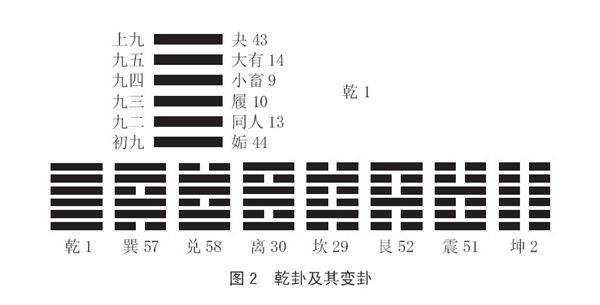 上九 夬 43
九五 大有 14
九四 小畜 9
九三 履 10
九二 同人 13
初九 姤 44
乾 1
乾 1 巽 57 兑 58 离 30 坎 29 艮 52 震 51 坤 2
图 2 乾卦及其变卦